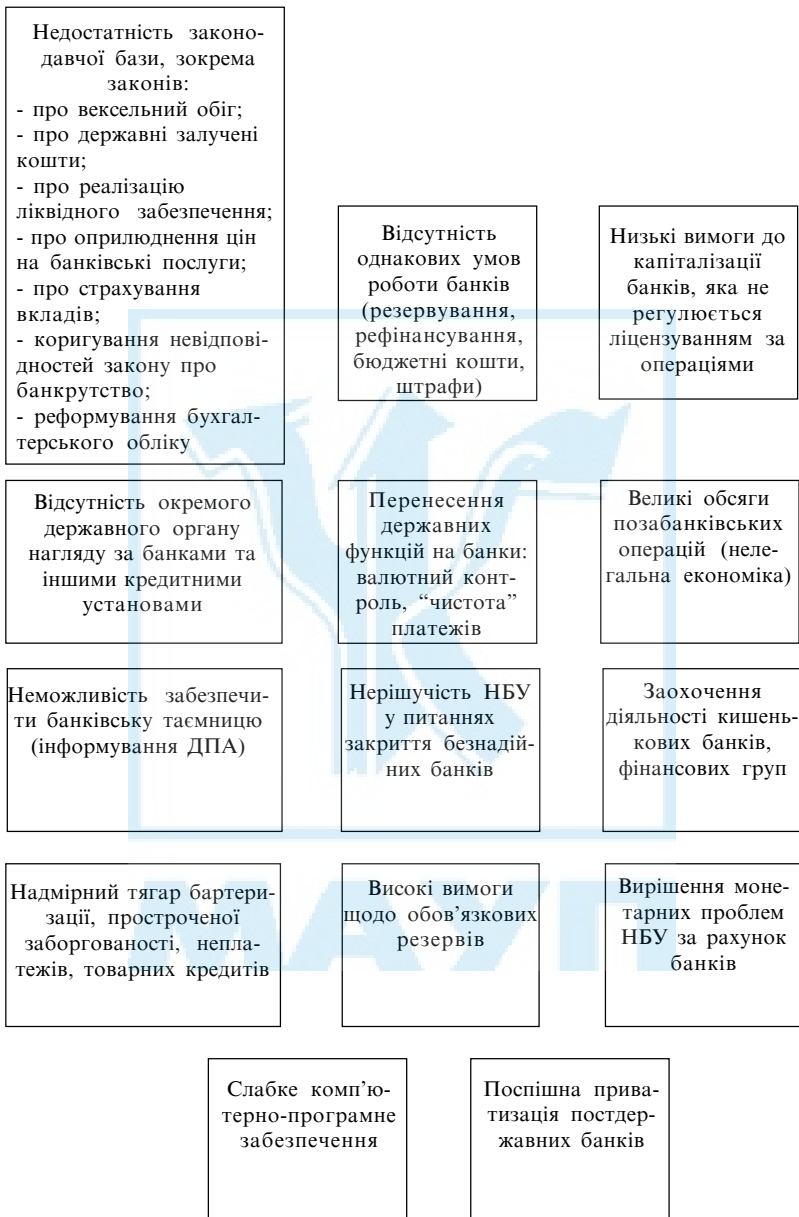 Недостатність законо-
давчої бази, зокрема
законів:
- про вексельний обіг;
- про державні залучені
кошти;
- про реалізацію
ліквідного забезпечення;
- про оприлюднення цін
на банківські послуги;
- про страхування
вкладів;
- коригування невідпові-
дностей закону про
банкрутство;
- реформування бухгал-
терського обліку
Відсутність
однакових умов
роботи банків
(резервування,
рефінансування,
бюджетні кошти,
штрафи)
Низькі вимоги до
капіталізації
банків, яка не
регулюється
ліцензуванням за
операціями
Відсутність окремого
державного органу
нагляду за банками та
іншими кредитними
установами
Перенесення
державних
функцій на банки:
валютний конт-
роль, “чистота”
платежів
Великі обсяги
позабанківських
операцій (неле-
гальна економіка)
Неможливість забезпечи-
ти банківську таємницю
(інформування ДПА)
Нерішучість НБУ
у питаннях
закриття безнадій-
них банків
Заохочення
діяльності кишень-
кових банків,
фінансових груп
Надмірний тягар бартери-
зації, простроченої
заборгованості, непла-
тежів, товарних кредитів
Високі вимоги
щодо обов’язкових
резервів
Вирішення моне-
тарних проблем
НБУ за рахунок
банків
МАУП
Слабке комп’ю-
терно-програмне
забезпечення
Поспішна прива-
тизація постдер-
жавних банків